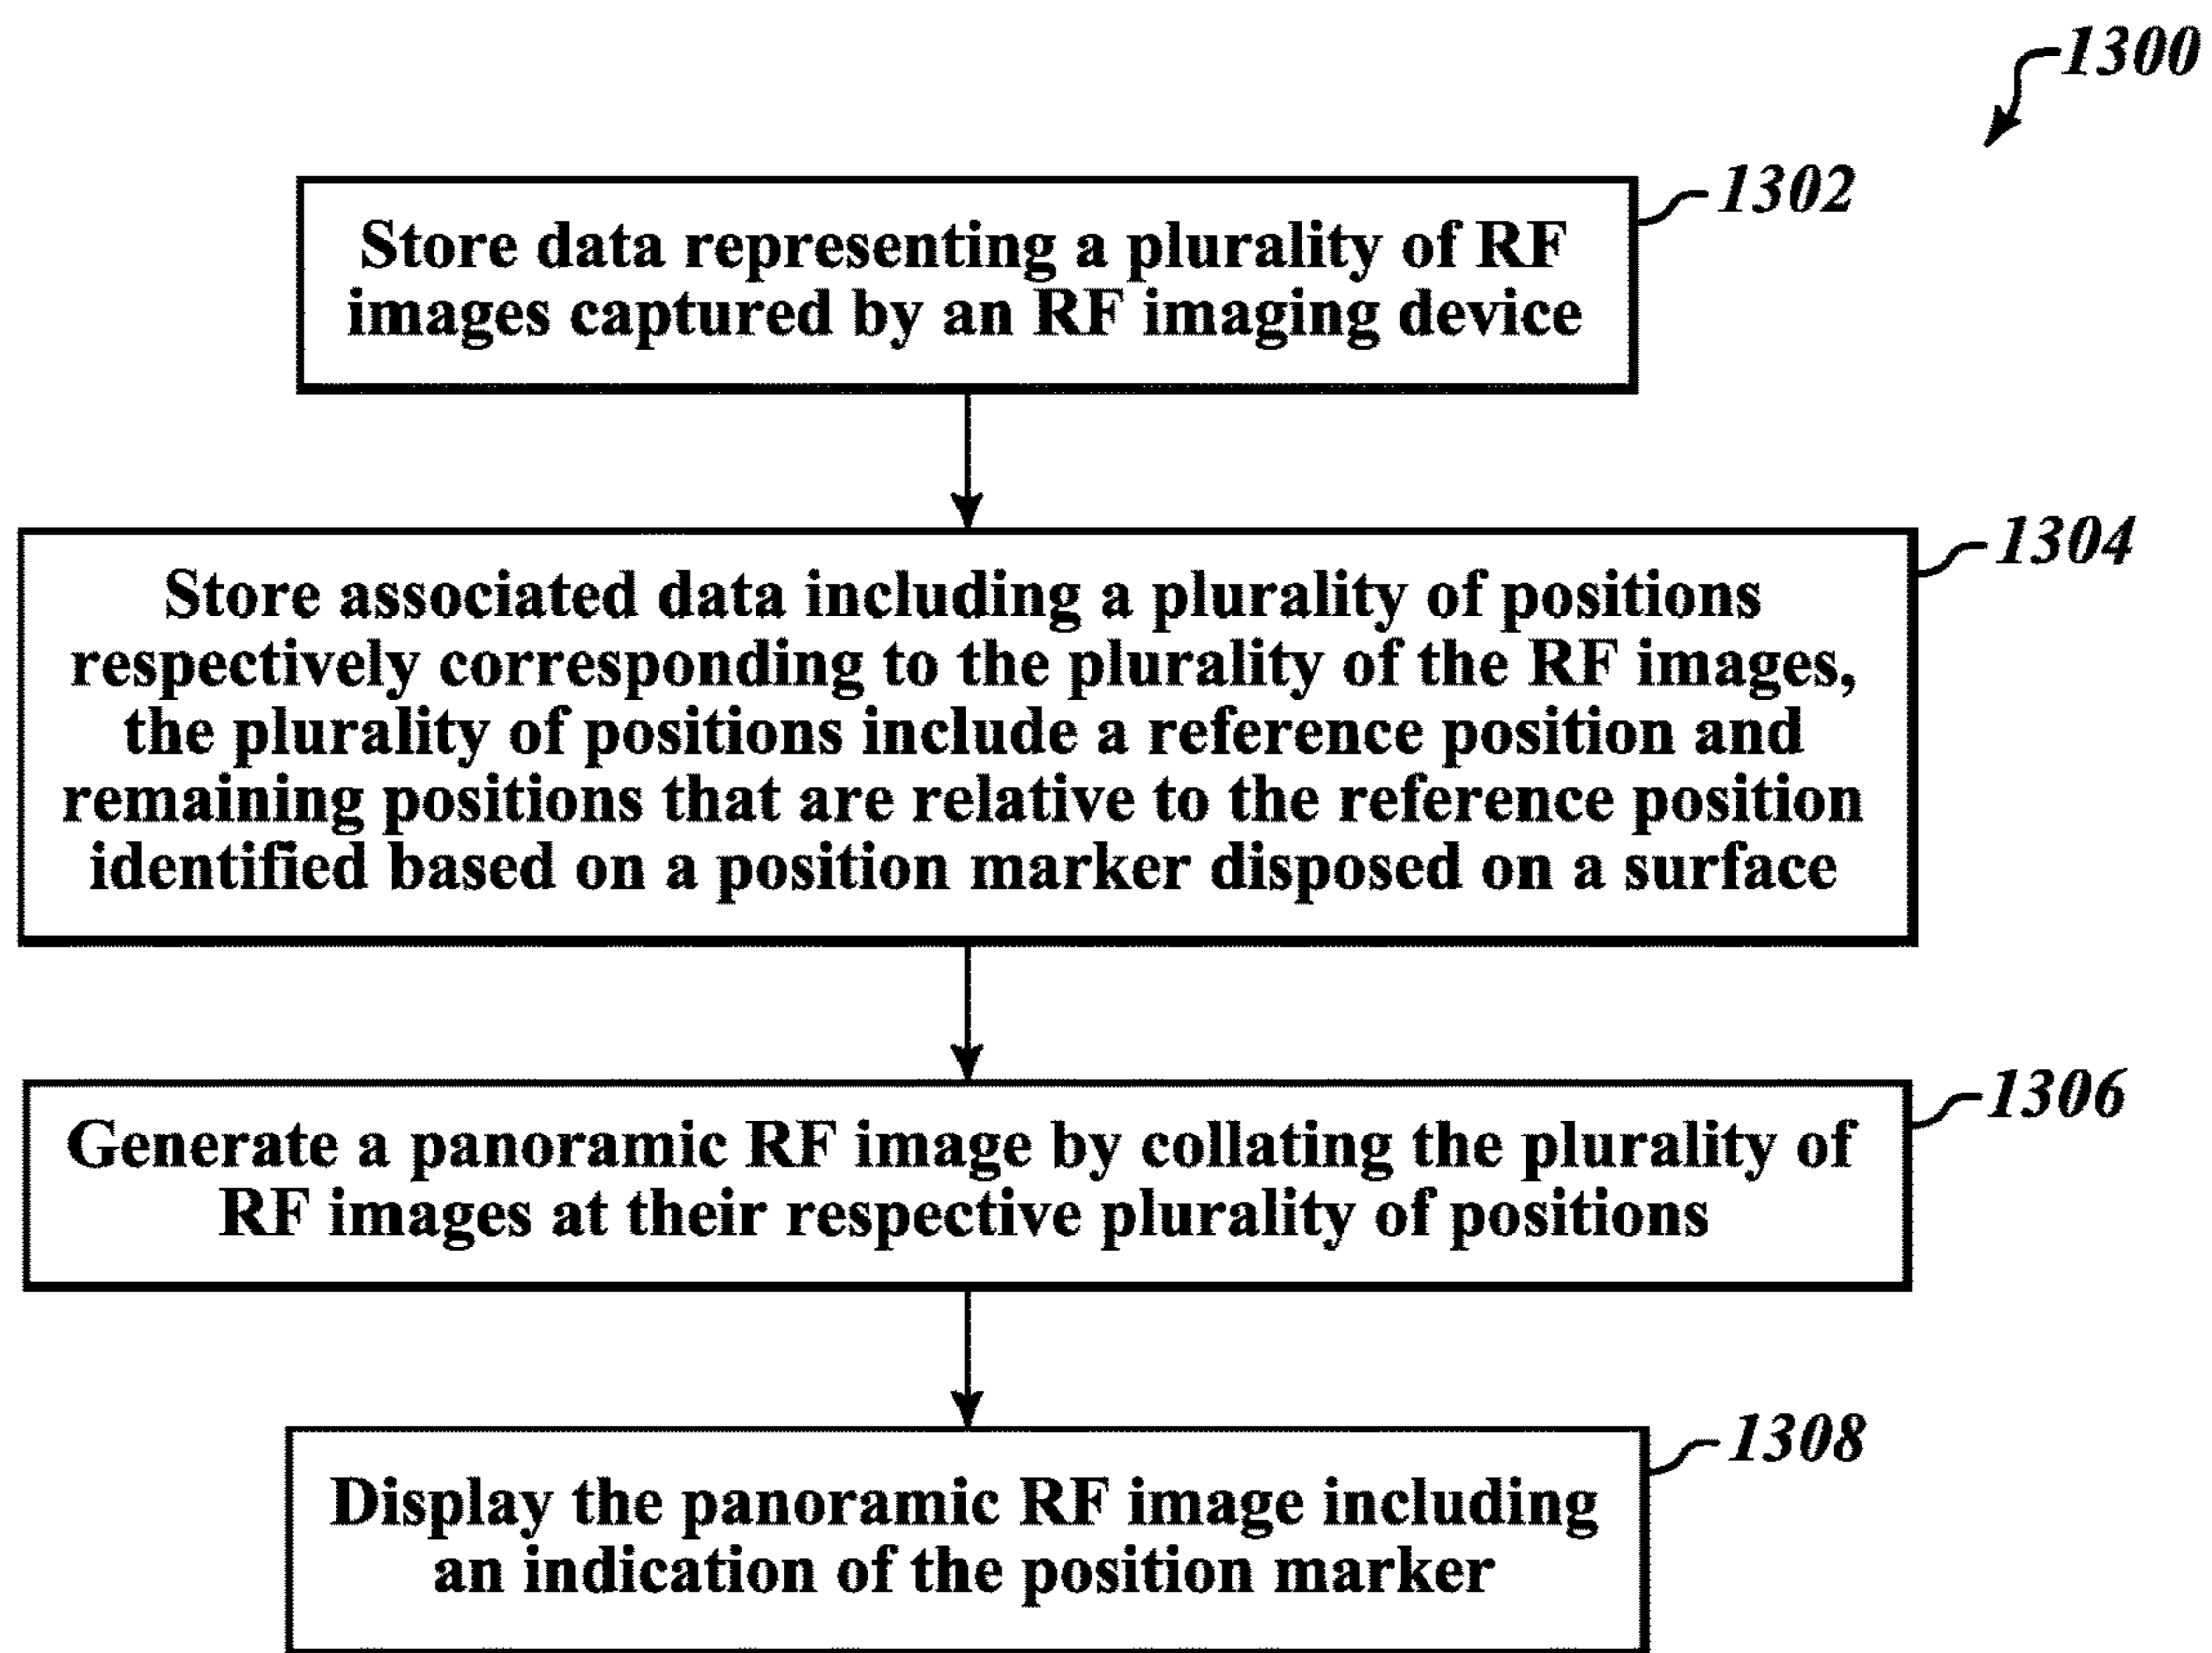 1300
1302
Store data representing a plurality of RF
images captured by an RF imaging device
1304
Store associated data including a plurality of positions
respectively corresponding to the plurality of the RF images,
the plurality of positions include a reference position and
remaining positions that are relative to the reference position
identified based on a position marker disposed on a surface
1306
Generate a panoramic RF image by collating the plurality of
RF images at their respective plurality of positions
1308
Display the panoramic RF image including
an indication of the position marker